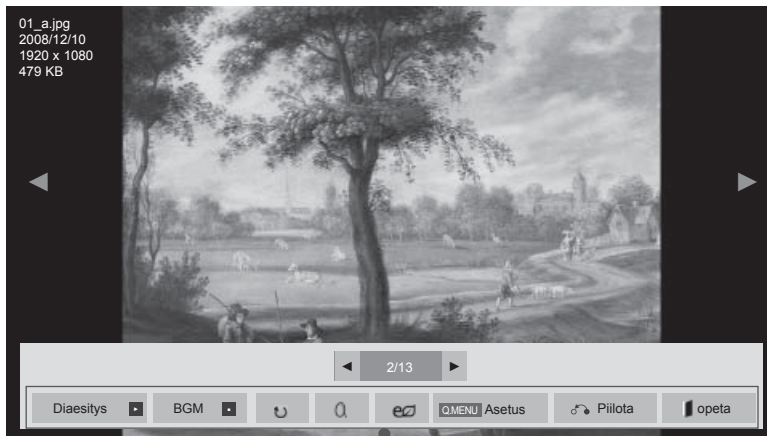 01_a.jpg
2008/12/10
1920 x 1080
479 KB
2/13
Diaesitys BGM Q.MENU Asetus Piilota opeta